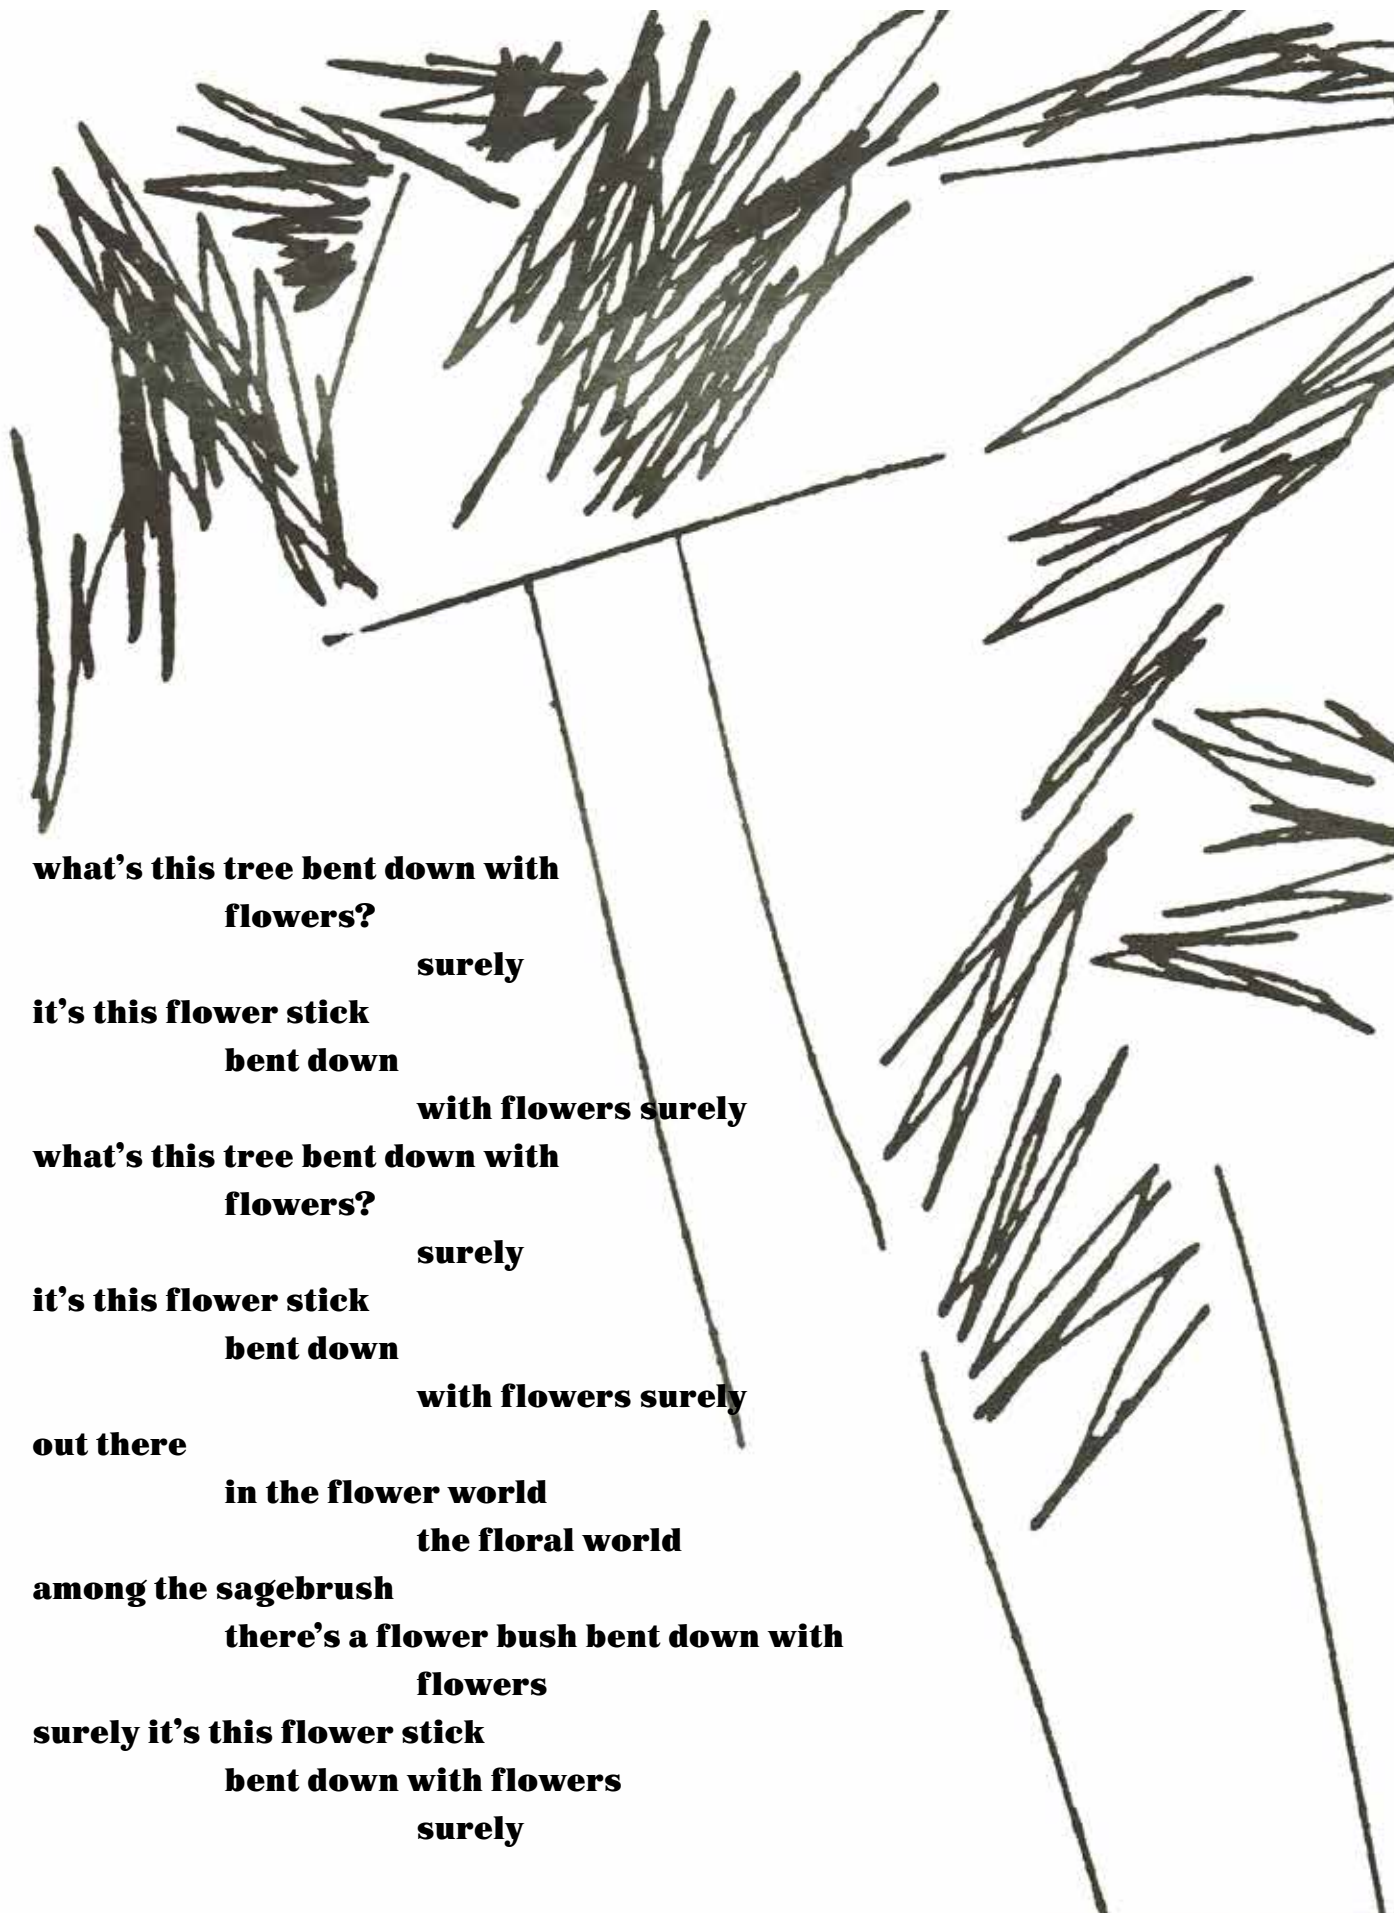 what’s this tree bent down with
flowers?
surely
it’s this flower stick
bent down
with flowers surely
what’s this tree bent down with
flowers?
surely
it’s this flower stick
bent down
with flowers surely
out there
in the flower world
the floral world
among the sagebrush
there’s a flower bush bent down with
flowers
surely it’s this flower stick
bent down with flowers
surely